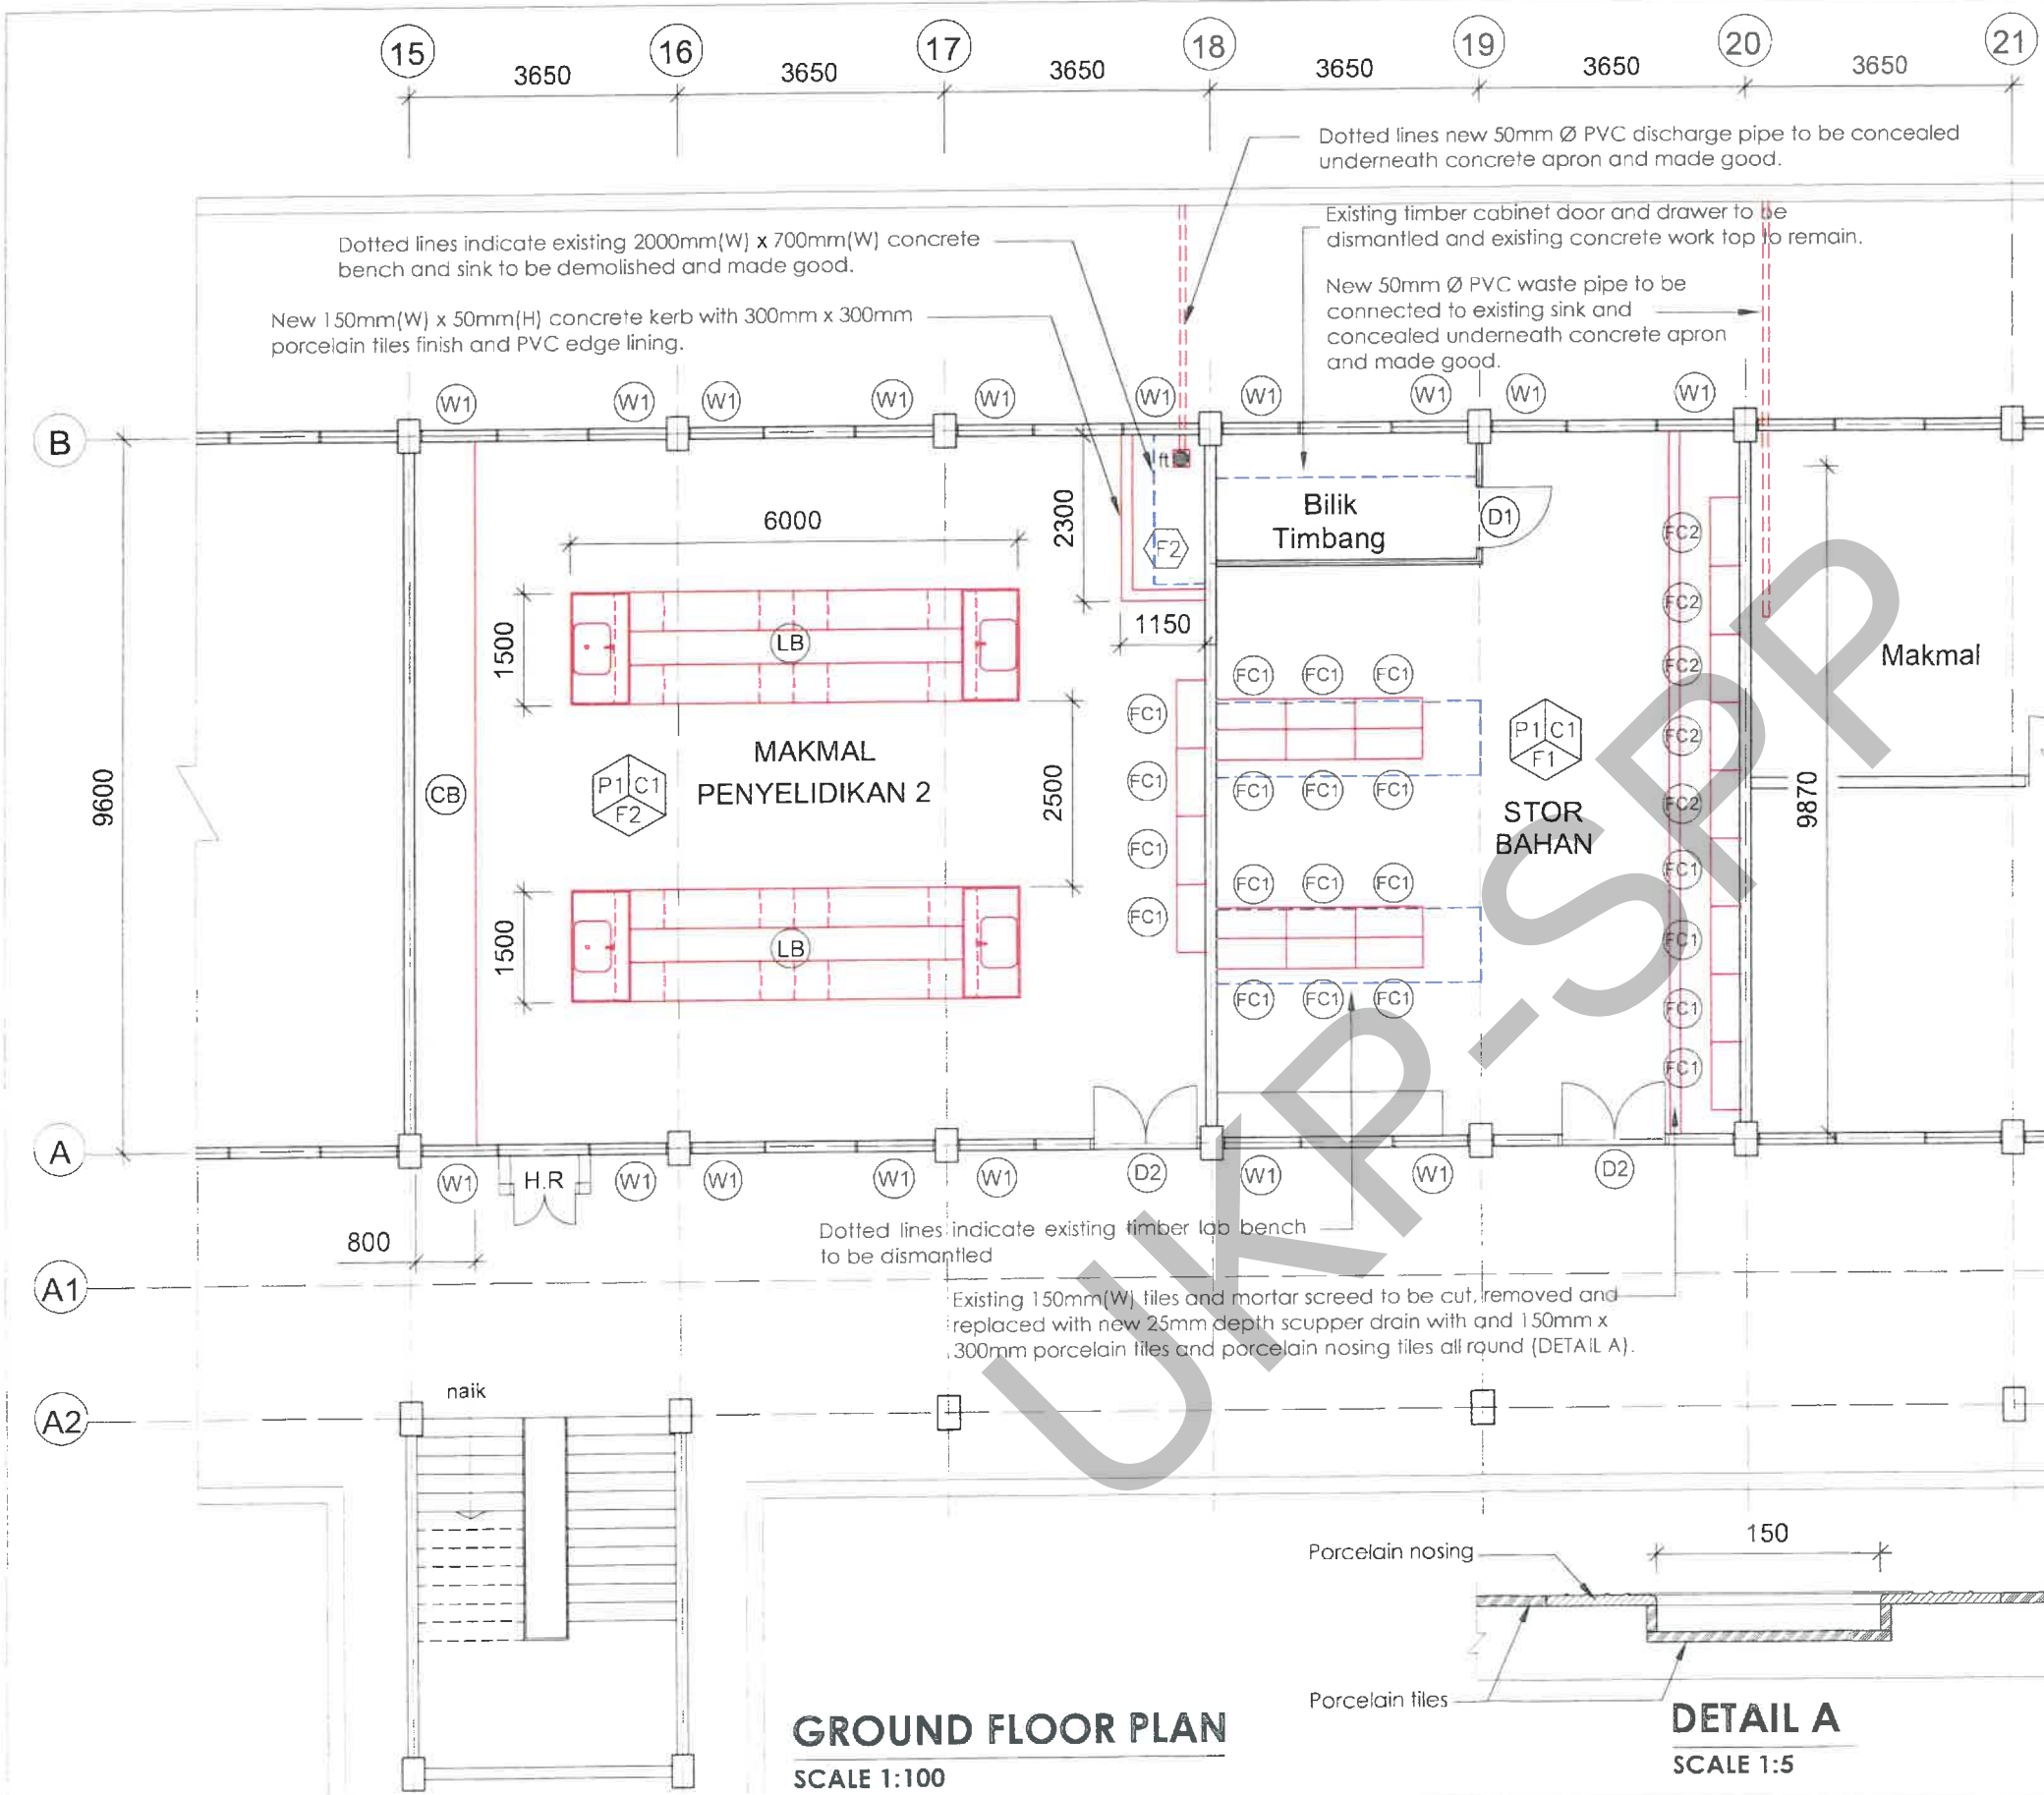 15 16 17 18 19 20 21
3650 3650 3650 3650 3650 3650
Dotted lines new 50mm Ø PVC discharge pipe to be concealed
underneath concrete apron and made good.
Existing timber cabinet door and drawer to be
dismantled and existing concrete work top to remain.
Dotted lines indicate existing 2000mm(W) x 700mm(W) concrete
bench and sink to be demolished and made good.
New 50mm Ø PVC waste pipe to be
connected to existing sink and
concealed underneath concrete apron
and made good.
New 150mm(W) x 50mm(H) concrete kerb with 300mm x 300mm
porcelain tiles finish and PVC edge lining.
W1 W1 W1 W1 W1 W1 W1 W1 W1 W1
B
ft
Bilik
Timbang
D1
6000
2300
F2
1150
1500
LB
Makmal
FC2
FC2
FC2
FC2
FC2
FC1
FC1
FC1
FC1
FC1 FC1 FC1
FC1
FC1
FC1
FC1
P1 C1
F1
MAKMAL
PENYELIDIKAN 2
P1 C1
F2
CB
9600
2500
9870
FC1 FC1 FC1
STOR
BAHAN
FC1 FC1 FC1
1500
LB
FC1 FC1 FC1
A
W1 H.R W1 W1 W1 W1 D2 W1 W1 D2
800
Dotted lines indicate existing timber lab bench
to be dismantled
A1
Existing 150mm(W) tiles and mortar screed to be cut, removed and
replaced with new 25mm depth scupper drain with and 150mm x
300mm porcelain tiles and porcelain nosing tiles all round (DETAIL A).
A2
naik
Porcelain nosing
150
Porcelain tiles
GROUND FLOOR PLAN
SCALE 1:100
DETAIL A
SCALE 1:5
UKP-SPP